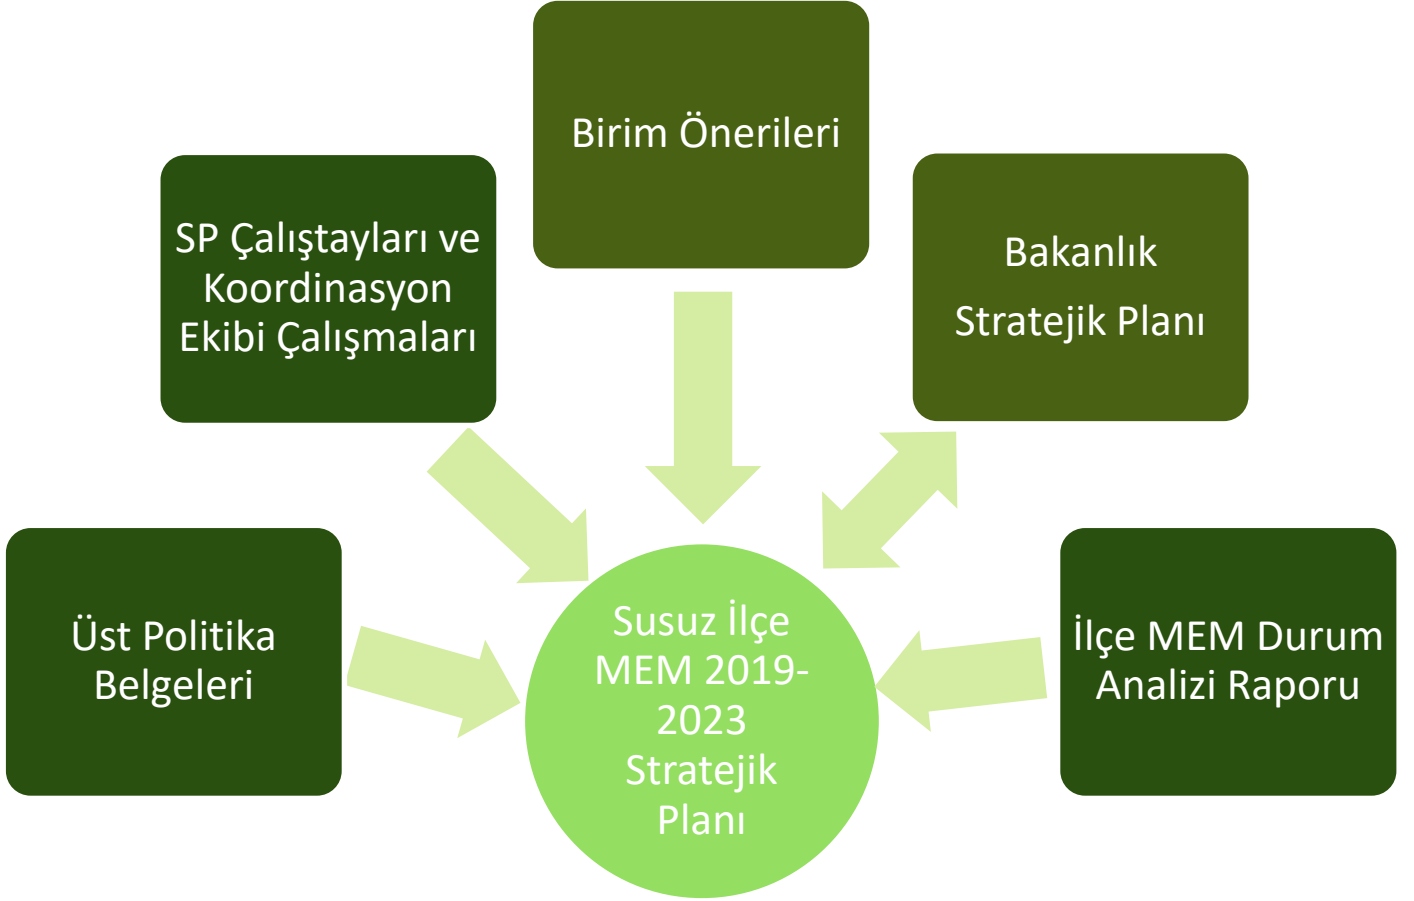 Birim Önerileri
SP Çalıştayları ve
Koordinasyon
Ekibi Çalışmaları
Bakanlık
Stratejik Planı
Üst Politika
Belgeleri
Susuz İlçe
MEM 2019-
2023
Stratejik
Planı
İlçe MEM Durum
Analizi Raporu